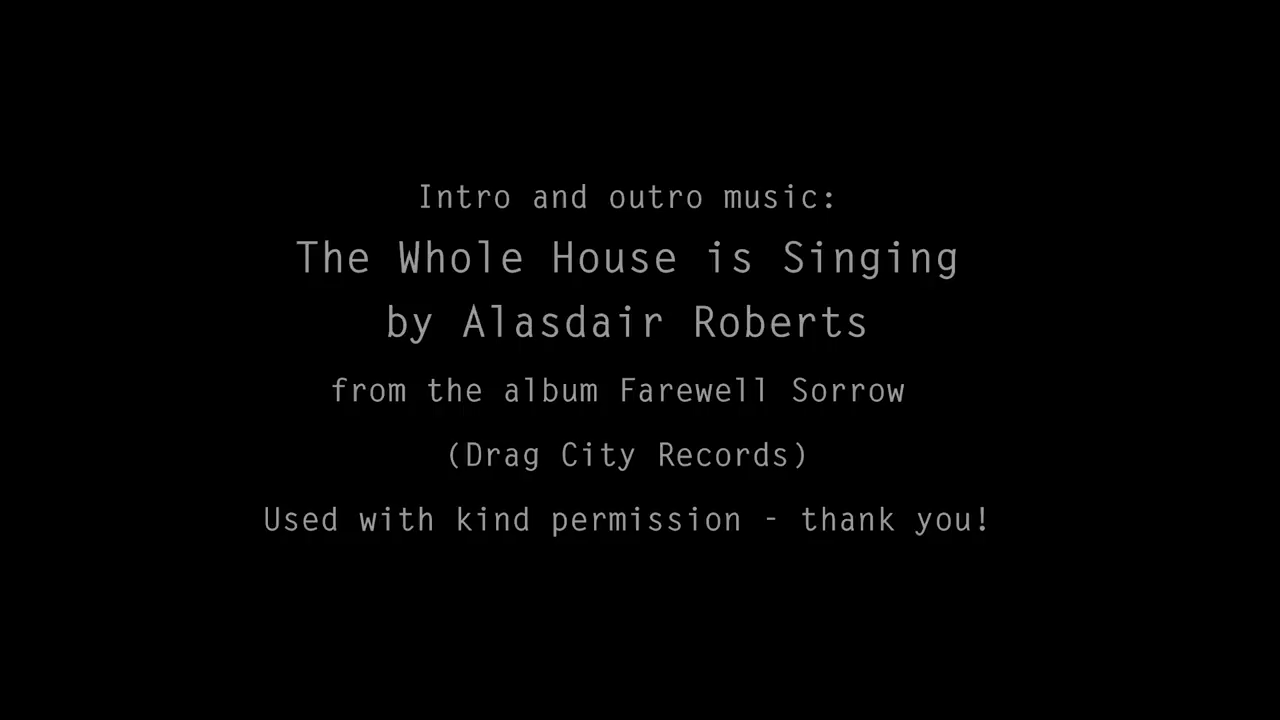 Intro and outro music:
The Whole House is Singing
by Alasdair Roberts
from the album Farewell Sorrow
(Drag City Records)
Used with kind permission - thank you!